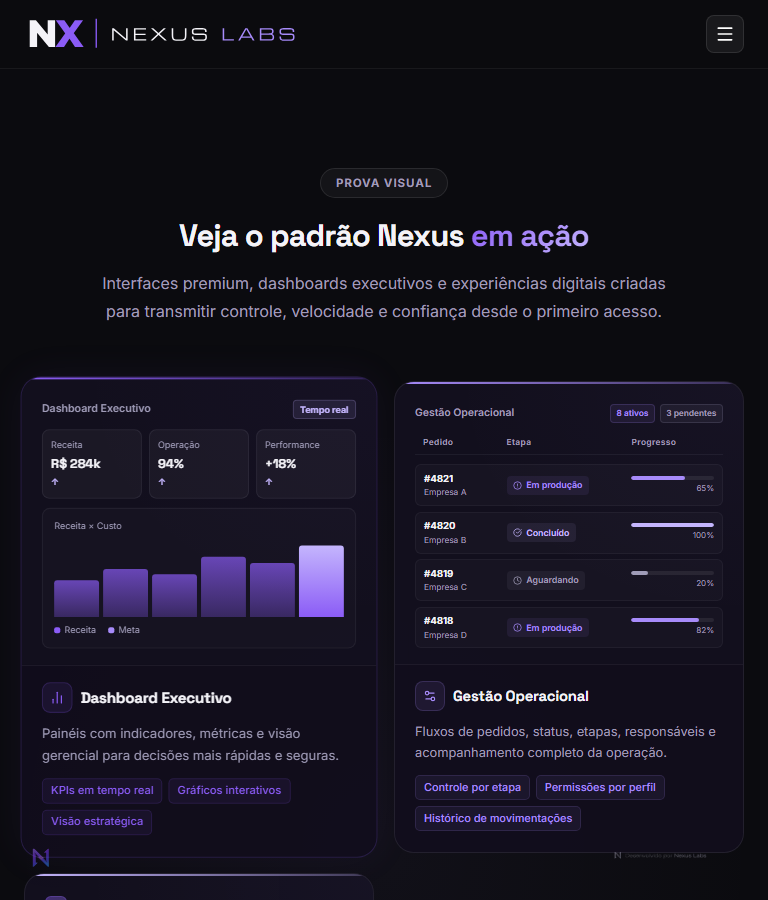 NX | NEXUS LABS
PROVA VISUAL
Veja o padrão Nexus em ação
Interfaces premium, dashboards executivos e experiências digitais criadas
para transmitir controle, velocidade e confiança desde o primeiro acesso.
Dashboard Executivo
Tempo real
Receita
R$ 284k
↑
Operação
94%
↑
Performance
+18%
↑
Receita × Custo
Receita
Meta
Dashboard Executivo
Painéis com indicadores, métricas e visão
gerencial para decisões mais rápidas e seguras.
KPIs em tempo real
Gráficos interativos
Visão estratégica
N
Gestão Operacional
8 ativos
3 pendentes
Pedido Etapa Progresso
#4821
Empresa A
Em produção
65%
#4820
Empresa B
Concluído
100%
#4819
Empresa C
Aguardando
20%
#4818
Empresa D
Em produção
82%
Gestão Operacional
Fluxos de pedidos, status, etapas, responsáveis e
acompanhamento completo da operação.
Controle por etapa
Permissões por perfil
Histórico de movimentações
N Desenvolvido por Nexus Labs